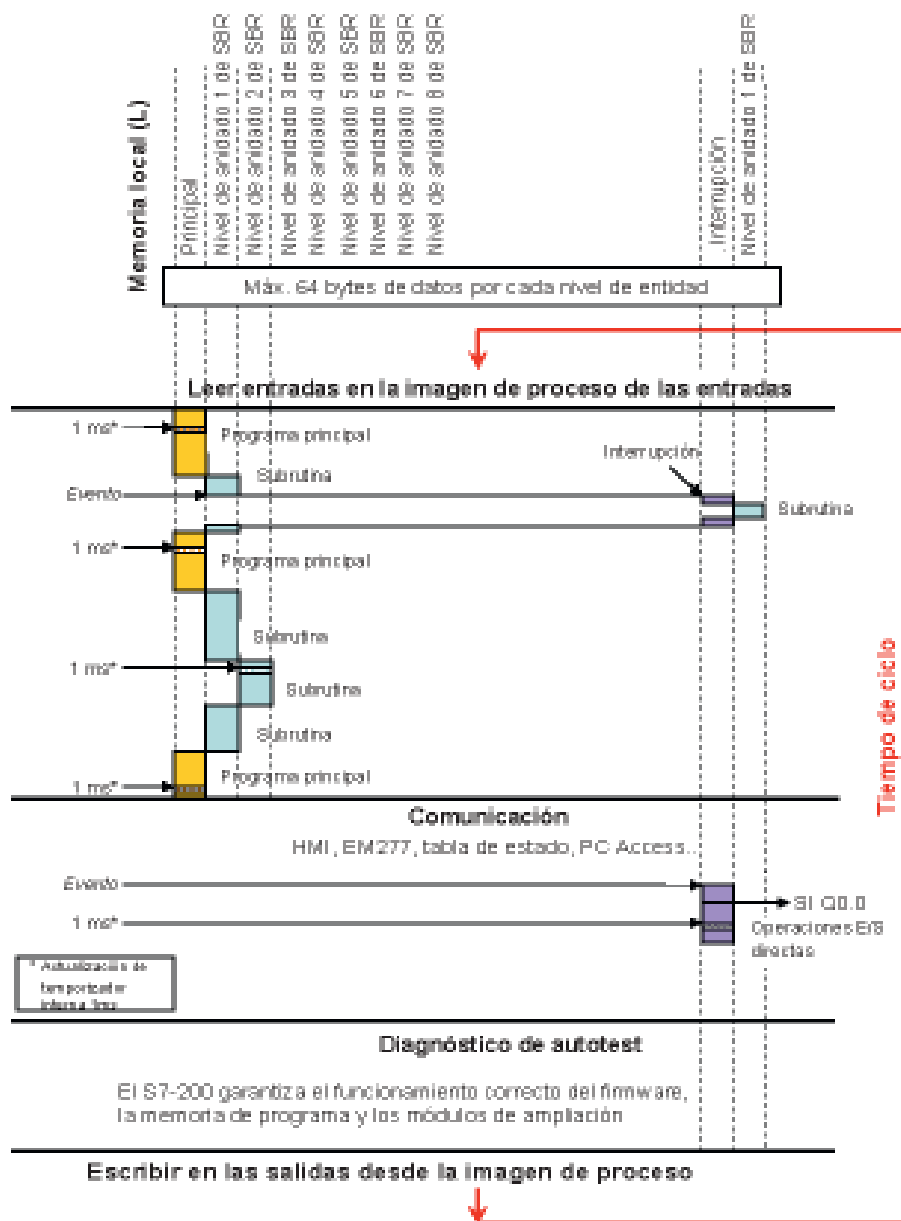 Memoria local (L)
Principal
Nivel de anidado 1 de SBR
Nivel de anidado 2 de SBR
Nivel de anidado 3 de SBR
Nivel de anidado 4 de SBR
Nivel de anidado 5 de SBR
Nivel de anidado 6 de SBR
Nivel de anidado 7 de SBR
Nivel de anidado 8 de SBR
Interrupción
Nivel de anidado 1 de SBR
Máx. 64 bytes de datos por cada nivel de entidad
Leer entradas en la imagen de proceso de las entradas
1 ms*
Programa principal
Subrutina
Interrupción
Evento
Subrutina
1 ms*
Programa principal
Subrutina
1 ms*
Subrutina
Subrutina
Programa principal
1 ms*
Tiempo de ciclo
Comunicación
HMI, EM277, tabla de estado, PC Access...
Evento
SI Q0.0
1 ms*
Operaciones E/S
directas
* Actualización de
temporizador
interna 1ms
Diagnóstico de autotest
El S7-200 garantiza el funcionamiento correcto del firmware,
la memoria de programa y los módulos de ampliación
Escribir en las salidas desde la imagen de proceso